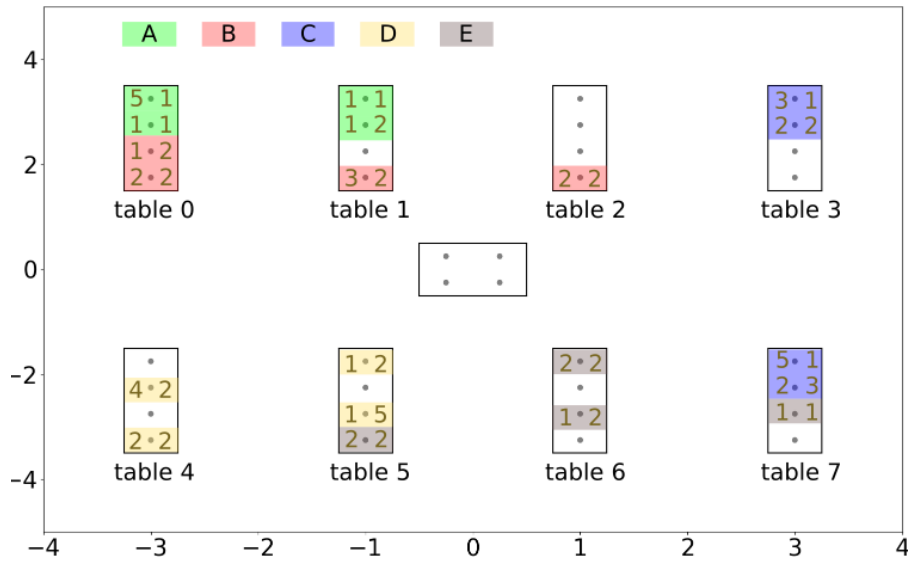 A B C D E
4
5 1 1 1 3 1
1 1 1 2 2 2
1 2
2 2 3 2 2 2
2
table 0 table 1 table 2 table 3
0
1 2 2 2 5 1
−2
4 2 2 3
1 5 1 2 1 1
2 2 2 2
table 4 table 5 table 6 table 7
−4
−4 −3 −2 −1 0 1 2 3 4